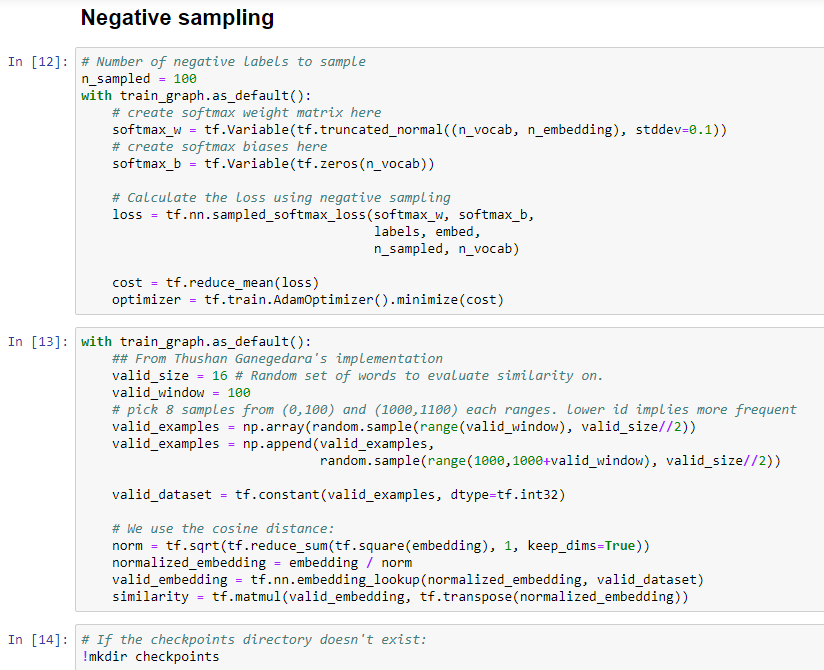 Negative sampling
In [12]: # Number of negative labels to sample
n_sampled = 100
with train_graph.as_default():
    # create softmax weight matrix here
    softmax_w = tf.Variable(tf.truncated_normal((n_vocab, n_embedding), stddev=0.1))
    # create softmax biases here
    softmax_b = tf.Variable(tf.zeros(n_vocab))
    # Calculate the loss using negative sampling
    loss = tf.nn.sampled_softmax_loss(softmax_w, softmax_b,
                                      labels, embed,
                                      n_sampled, n_vocab)
    cost = tf.reduce_mean(loss)
    optimizer = tf.train.AdamOptimizer().minimize(cost)
In [13]: with train_graph.as_default():
    ## From Thushan Ganegedara's implementation
    valid_size = 16 # Random set of words to evaluate similarity on.
    valid_window = 100
    # pick 8 samples from (0,100) and (1000,1100) each ranges. lower id implies more frequent
    valid_examples = np.array(random.sample(range(valid_window), valid_size//2))
    valid_examples = np.append(valid_examples,
                               random.sample(range(1000,1000+valid_window), valid_size//2))
    valid_dataset = tf.constant(valid_examples, dtype=tf.int32)
    # We use the cosine distance:
    norm = tf.sqrt(tf.reduce_sum(tf.square(embedding), 1, keep_dims=True))
    normalized_embedding = embedding / norm
    valid_embedding = tf.nn.embedding_lookup(normalized_embedding, valid_dataset)
    similarity = tf.matmul(valid_embedding, tf.transpose(normalized_embedding))
In [14]: # If the checkpoints directory doesn't exist:
!mkdir checkpoints